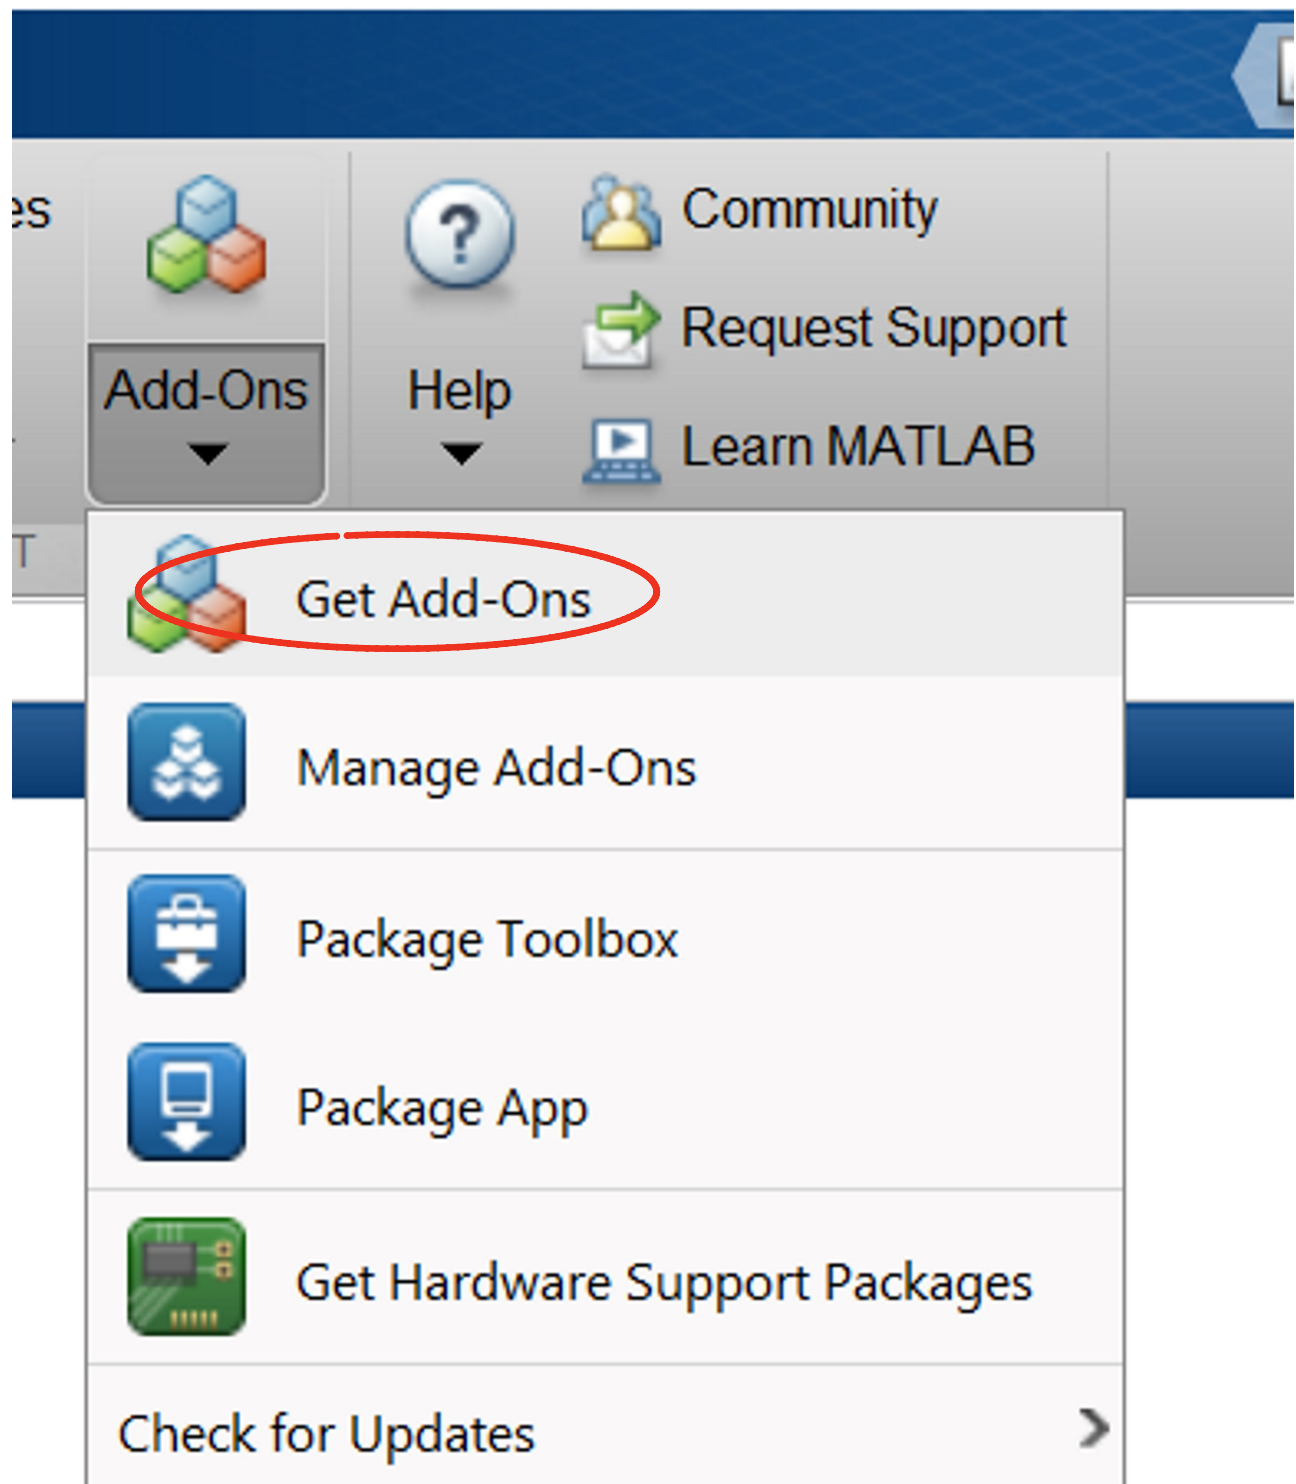 es
Add-Ons
Help
Community
Request Support
Learn MATLAB
T
Get Add-Ons
Manage Add-Ons
Package Toolbox
Package App
Get Hardware Support Packages
Check for Updates